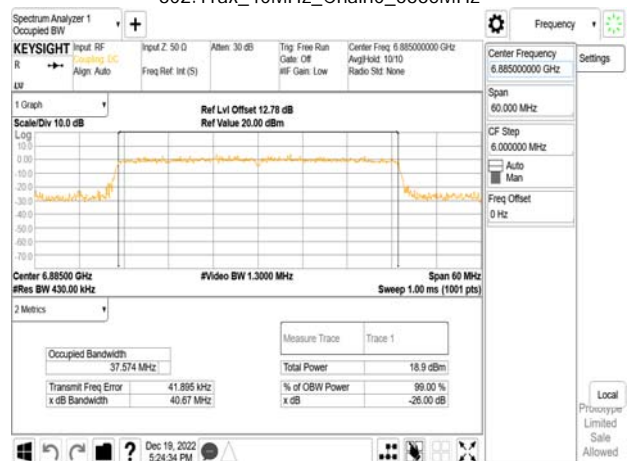 802.11ax_40MHz_Chain0_6885MHz
Spectrum Analyzer 1
Occupied BW
Frequency
KEYSIGHT
Input: RF
Coupling: DC
Align: Auto
Input Z: 50 Ω
Freq Ref: Int (S)
Atten: 30 dB
Trig: Free Run
Gate: Off
#IF Gain: Low
Center Freq: 6.885000000 GHz
Avg|Hold: 10/10
Radio Std: None
R
LXI
Center Frequency
6.885000000 GHz
Settings
Span
60.000 MHz
CF Step
6.000000 MHz
Auto
Man
Freq Offset
0 Hz
1 Graph
Scale/Div 10.0 dB
Ref Lvl Offset 12.78 dB
Ref Value 20.00 dBm
Log
10.0
0.00
-10.0
-20.0
-30.0
-40.0
-50.0
-60.0
-70.0
Center 6.88500 GHz
#Res BW 430.00 kHz
#Video BW 1.3000 MHz
Span 60 MHz
Sweep 1.00 ms (1001 pts)
2 Metrics
Measure Trace
Trace 1
Occupied Bandwidth
37.574 MHz
Total Power
18.9 dBm
Transmit Freq Error
41.895 kHz
% of OBW Power
99.00 %
x dB Bandwidth
40.67 MHz
x dB
-26.00 dB
Local
Prototype
Limited
Sale
Allowed
Dec 19, 2022
5:24:34 PM